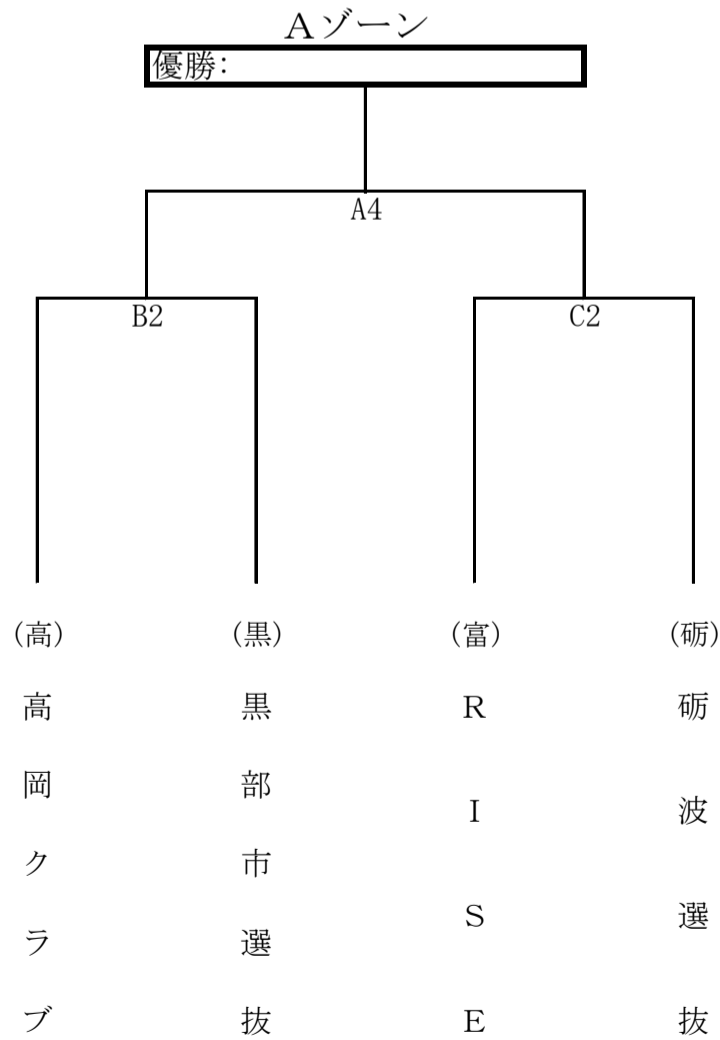 Ａゾーン
優勝:
A4
B2
C2
(高)
(黒)
(富)
(砺)
高岡クラブ
黒部市選抜
ＲＩＳＥ
砺波選抜